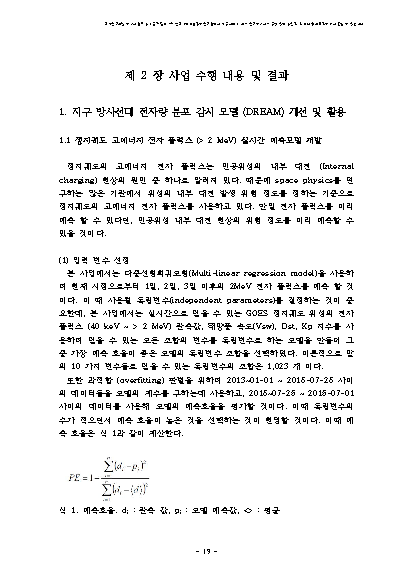 제 2 장 사업 수행 내용 및 결과
1. 지구 방사선대 전자량 분포 감시 모델 (DREAM) 개선 및 활용
1.1 정지궤도 고에너지 전자 플럭스 (> 2 MeV) 실시간 예측모델 개발
정지궤도의 고에너지 전자 플럭스는 인공위성의 내부 대전 (Internal
charging) 현상의 원인 중 하나로 알려져 있다. 때문에 space physics를 연
구하는 많은 기관에서 위성의 내부 대전 발생 위험 정도를 정하는 기준으로
정지궤도의 고에너지 전자 플럭스를 사용하고 있다. 만일 전자 플럭스를 미리
예측 할 수 있다면, 인공위성 내부 대전 현상의 위험 정도를 미리 예측할 수
있을 것이다.
(1) 입력 변수 선정
본 사업에서는 다중선형회귀모형(Multi-linear regression model)을 사용하
여 현재 시점으로부터 1일, 2일, 3일 이후의 2MeV 전자 플럭스를 예측 할 것
이다. 이 때 사용될 독립변수(independent parameters)를 결정하는 것이 중
요한데, 본 사업에서는 실시간으로 얻을 수 있는 GOES 정지궤도 위성의 전자
플럭스 (40 keV ~ > 2 MeV) 관측값, 태양풍 속도(Vsw), Dst, Kp 지수를 사
용하여 얻을 수 있는 모든 조합의 변수를 독립변수로 하는 모델을 만들어 그
중 가장 예측 효율이 좋은 모델의 독립변수 조합을 선택하였다. 이론적으로 만
의 10 가지 변수들로 얻을 수 있는 독립변수의 조합은 1,023 개 이다.
또한 과적합 (overfitting) 판별을 위하여 2013-01-01 ~ 2015-07-25 사이
의 데이터들을 모델의 계수를 구하는데 사용하고, 2015-07-26 ~ 2016-07-01
사이의 데이터를 사용해 모델의 예측효율을 평가할 것이다. 이때 독립변수의
수가 적으면서 예측 효율이 높은 것을 선택하는 것이 현명할 것이다. 이때 예
측 효율은 식 1과 같이 계산한다.
식 1. 예측효율. dᵢ : 관측 값, pᵢ : 모델 예측값, <> : 평균
- 19 -